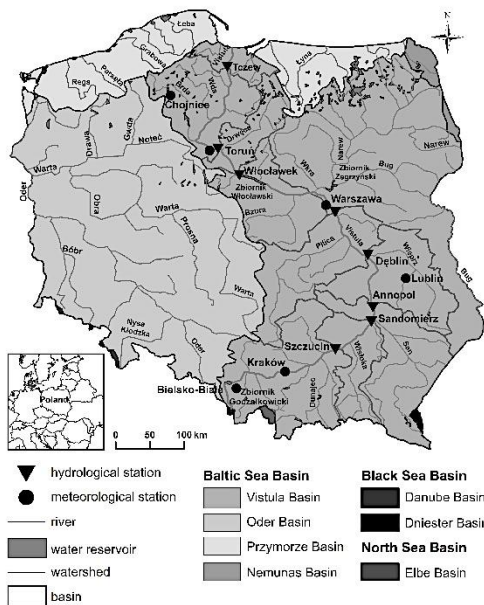 Łeba
Grabowa
Parsęta
Rega
Vistula
Tczew
Łyna
N
Brda
Wda
Chojnice
Drawa
Gwda
Noteć
Drwęca
Toruń
Włocławek
Zbiornik
Włocławski
Wkra
Narew
Narew
Bug
Zbiornik
Zegrzyński
Warszawa
Oder
Warta
Obra
Warta
Prosna
Bzura
Pilica
Vistula
Dęblin
Wieprz
Lublin
Bug
Bóbr
Annopol
Sandomierz
Warta
Nysa
Kłodzka
Oder
Szczucin
Wisłoka
San
Kraków
Bielsko-Biała
Zbiornik
Goczałkowicki
Dunajec
Poland
0 50 100 km
hydrological station
meteorological station
river
water reservoir
watershed
basin
Baltic Sea Basin
Vistula Basin
Oder Basin
Przymorze Basin
Nemunas Basin
Black Sea Basin
Danube Basin
Dniester Basin
North Sea Basin
Elbe Basin